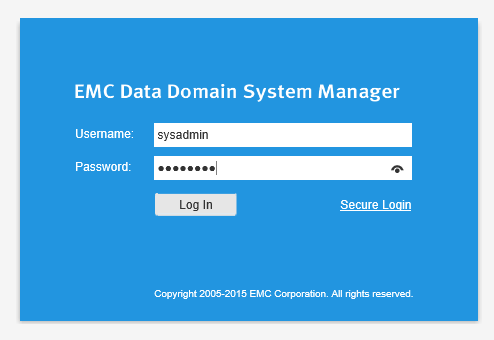 EMC Data Domain System Manager
Username: sysadmin
Password: ••••••••
Log In Secure Login
Copyright 2005-2015 EMC Corporation. All rights reserved.